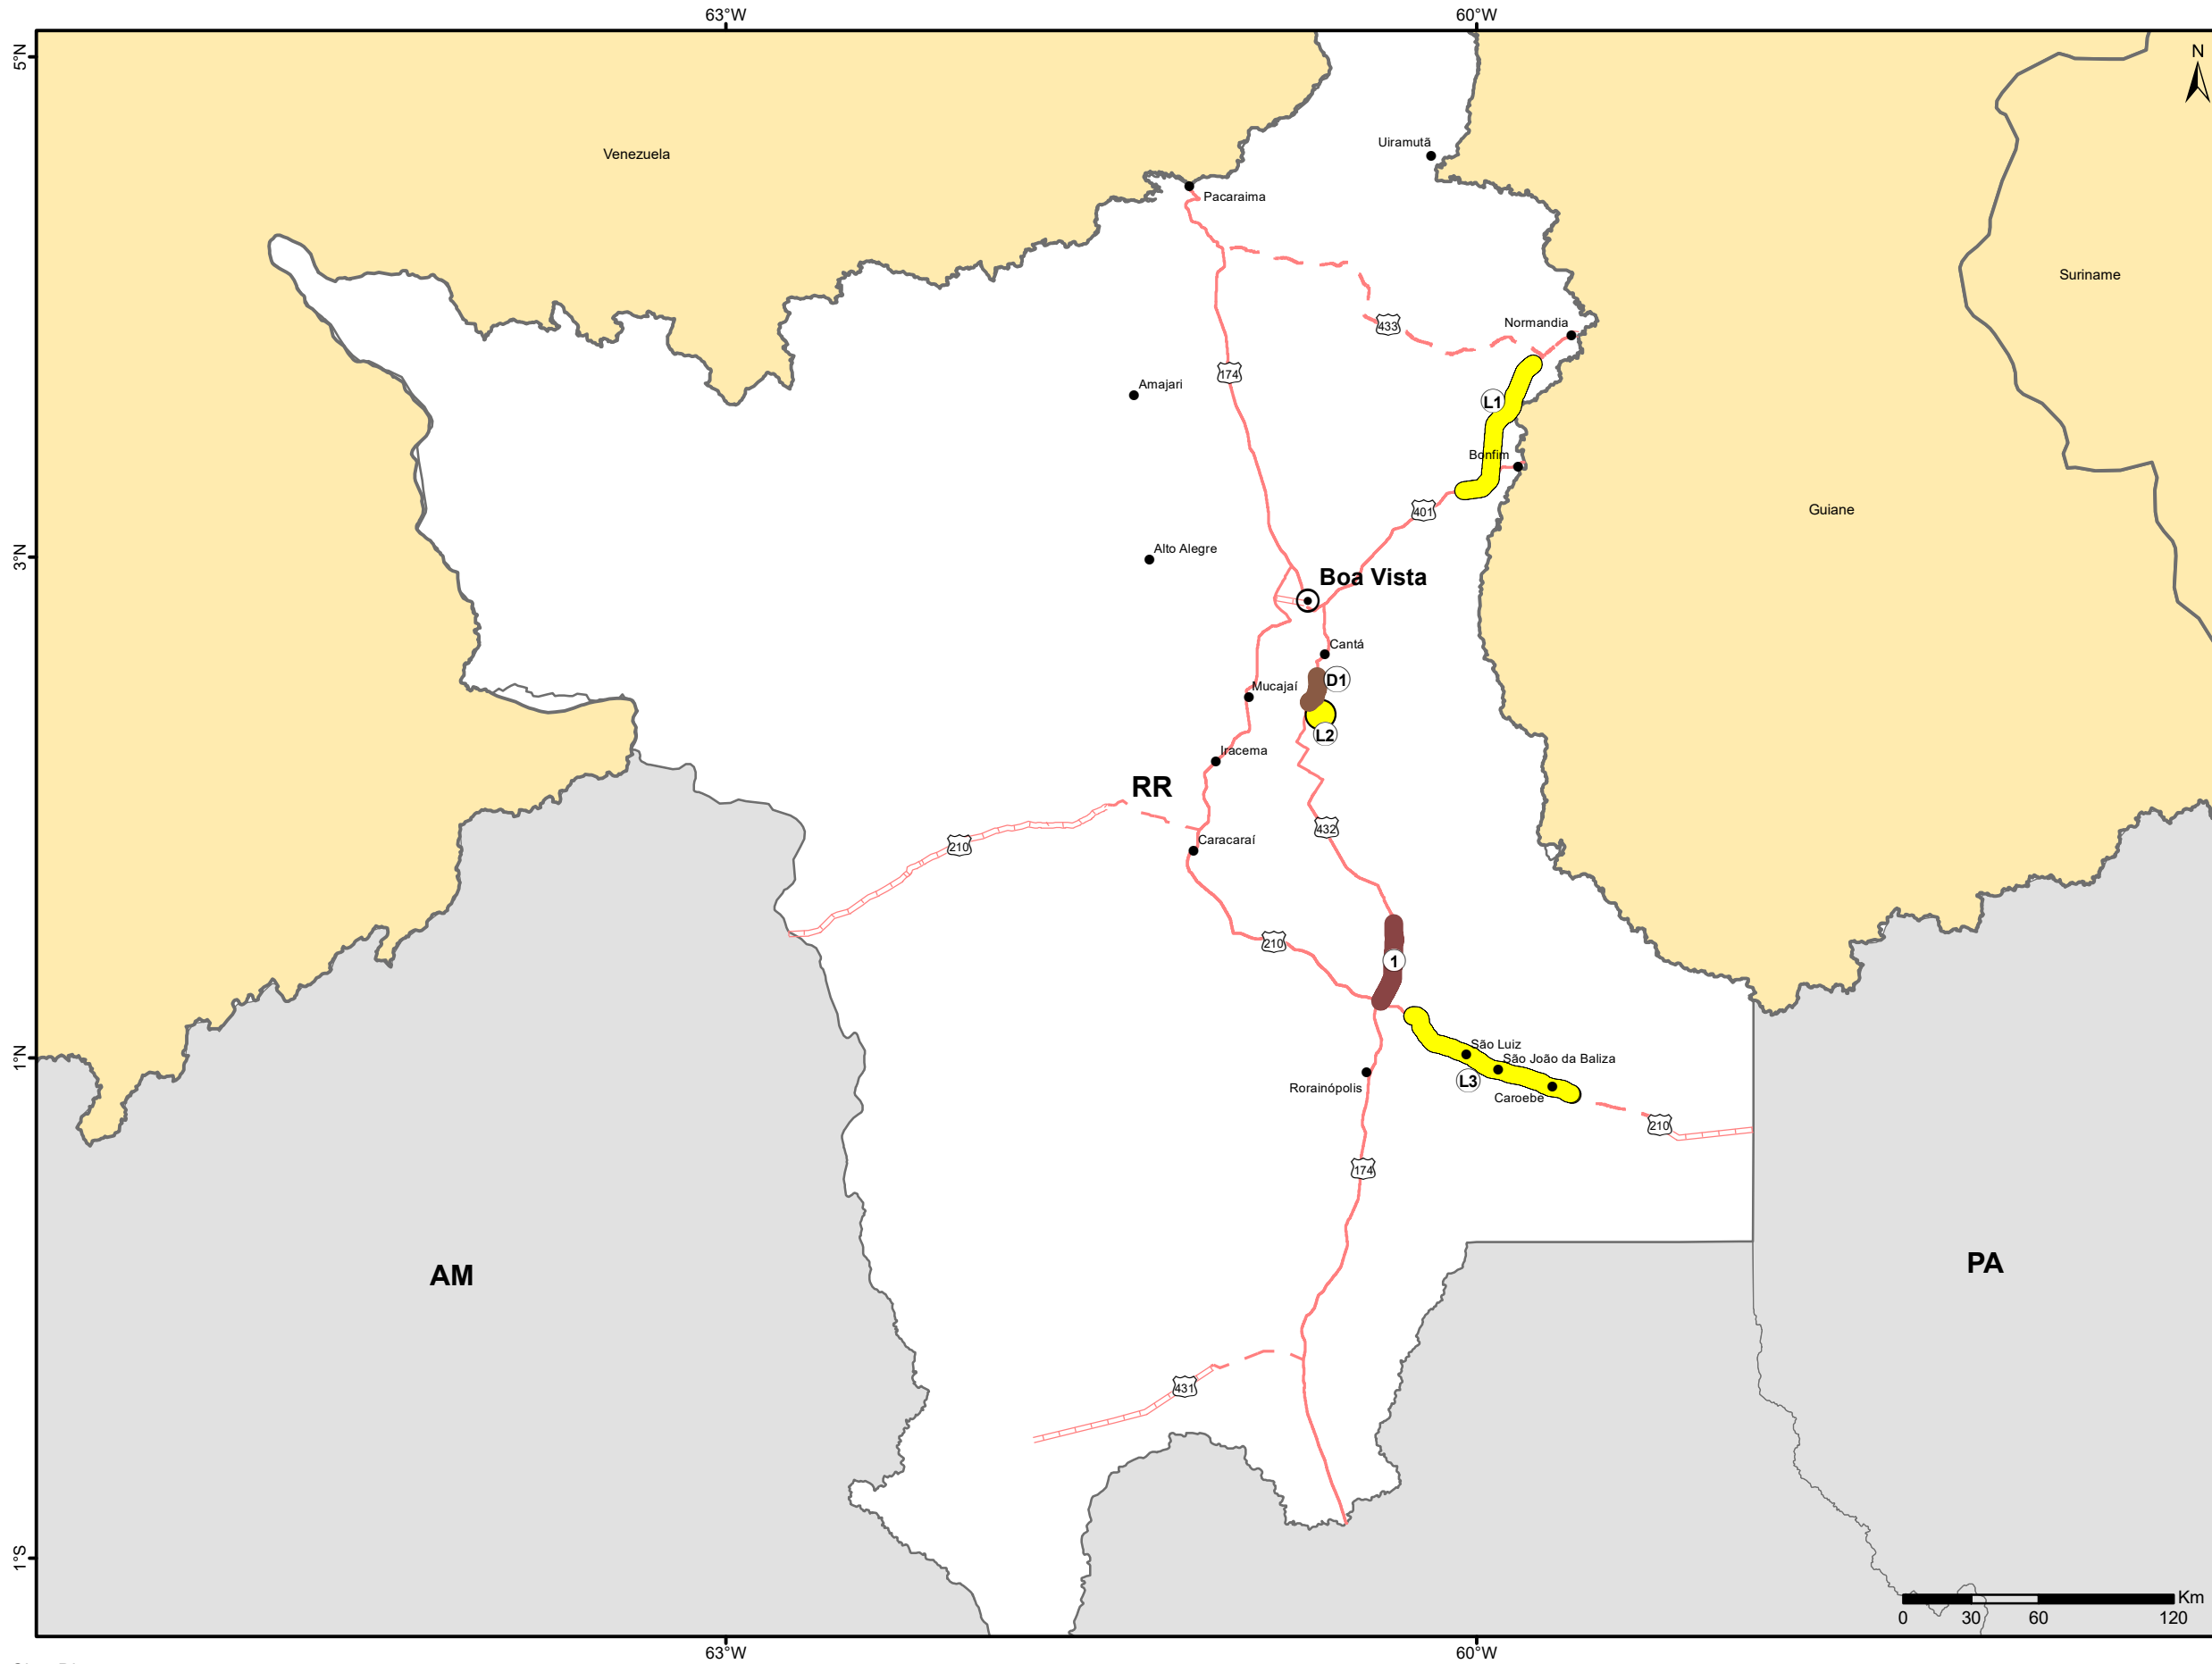 63°W
60°W
5°N
N
Venezuela
Uiramutã
Pacaraima
Suriname
433
Normandia
174
Amajari
L1
Bonfim
401
Guiane
3°N
Alto Alegre
Boa Vista
Cantá
D1
Mucajaí
L2
Iracema
RR
432
210
Caracaraí
210
1
1°N
São Luiz
São João da Baliza
L3
Rorainópolis
Caroebe
210
174
AM
PA
431
1°S
Km
0
30
60
120
63°W
60°W